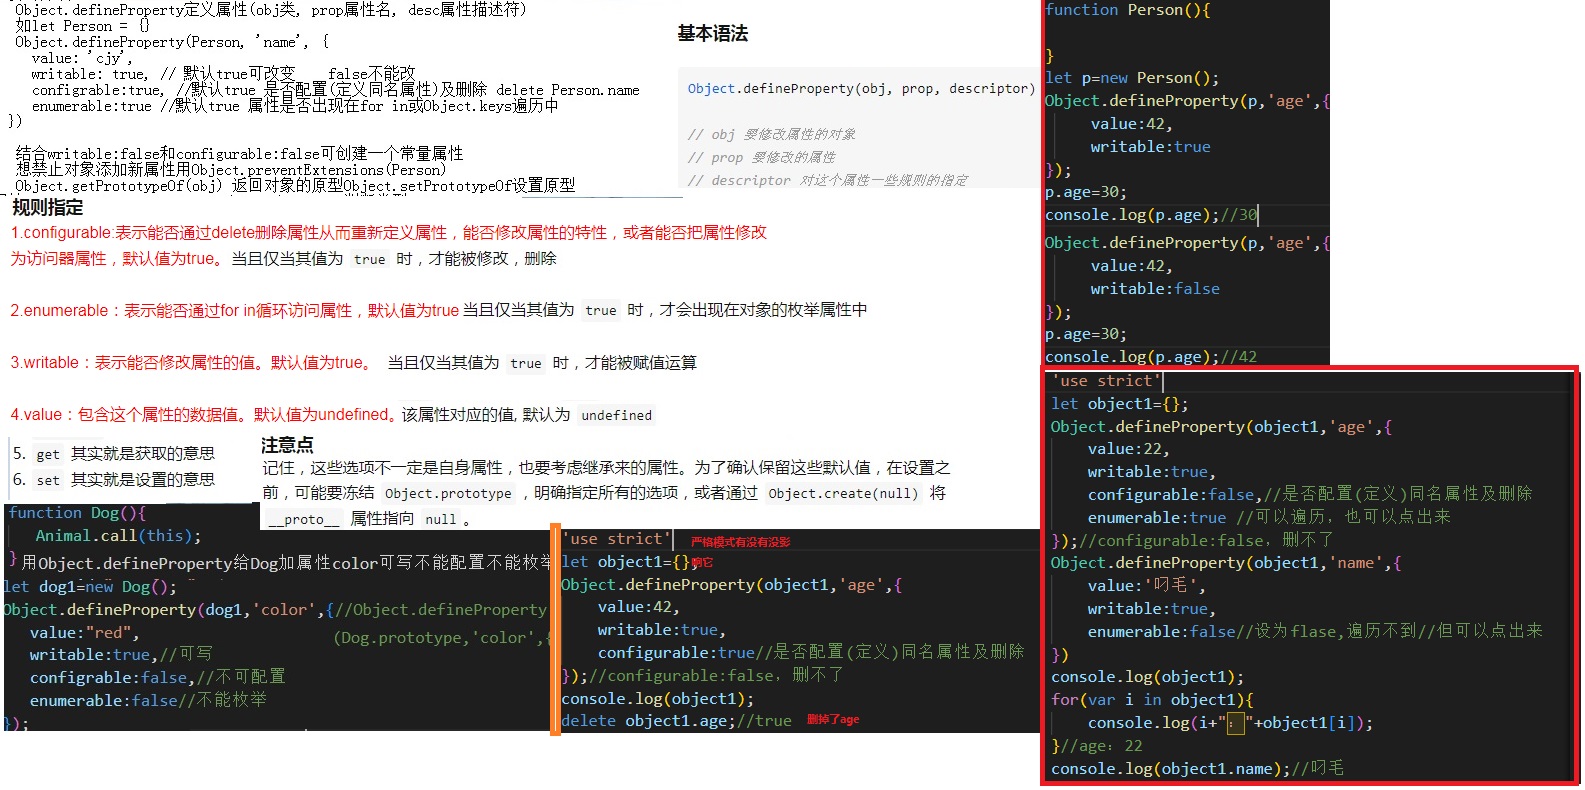 Object.defineProperty定义属性(obj类, prop属性名, desc属性描述符)
如let Person = {}
Object.defineProperty(Person, 'name', {
value: 'cjy',
writable: true, // 默认true可改变 false不能改
configrable:true, //默认true 是否配置(定义同名属性)及删除 delete Person.name
enumerable:true //默认true 属性是否出现在for in或Object.keys遍历中
})
结合writable:false和configurable:false可创建一个常量属性
想禁止对象添加新属性用Object.preventExtensions(Person)
Object.getPrototypeOf(obj) 返回对象的原型Object.setPrototypeOf设置原型
基本语法
Object.defineProperty(obj, prop, descriptor)
// obj 要修改属性的对象
// prop 要修改的属性
// descriptor 对这个属性一些规则的指定
规则指定
1.configurable:表示能否通过delete删除属性从而重新定义属性，能否修改属性的特性，或者能否把属性修改
为访问器属性，默认值为true。当且仅当其值为 true 时，才能被修改，删除
2.enumerable：表示能否通过for in循环访问属性，默认值为true 当且仅当其值为 true 时，才会出现在对象的枚举属性中
3.writable：表示能否修改属性的值。默认值为true。 当且仅当其值为 true 时，才能被赋值运算
4.value：包含这个属性的数据值。默认值为undefined。该属性对应的值, 默认为 undefined
5. get 其实就是获取的意思
6. set 其实就是设置的意思
注意点
记住，这些选项不一定是自身属性，也要考虑继承来的属性。为了确认保留这些默认值，在设置之
前，可能要冻结 Object.prototype ，明确指定所有的选项，或者通过 Object.create(null) 将
__proto__ 属性指向 null 。
function Dog(){
Animal.call(this);
} 用Object.defineProperty给Dog加属性color可写不能配置不能枚举
let dog1=new Dog();
Object.defineProperty(dog1,'color',{//Object.defineProperty
value:"red", (Dog.prototype,'color',{
writable:true,//可写
configrable:false,//不可配置
enumerable:false//不能枚举
});
'use strict' 严格模式有没有没影
let object1={}; 响它
Object.defineProperty(object1,'age',{
value:42,
writable:true,
configurable:true//是否配置(定义)同名属性及删除
});//configurable:false, 删不了
console.log(object1);
delete object1.age;//true 删掉了age
function Person(){
}
let p=new Person();
Object.defineProperty(p,'age',{
value:42,
writable:true
});
p.age=30;
console.log(p.age);//30
Object.defineProperty(p,'age',{
value:42,
writable:false
});
p.age=30;
console.log(p.age);//42
'use strict'
let object1={};
Object.defineProperty(object1,'age',{
value:22,
writable:true,
configurable:false,//是否配置(定义)同名属性及删除
enumerable:true //可以遍历, 也可以点出来
});//configurable:false, 删不了
Object.defineProperty(object1,'name',{
value:'叼毛',
writable:true,
enumerable:false//设为flase,遍历不到//但可以点出来
})
console.log(object1);
for(var i in object1){
console.log(i+"："+object1[i]);
}//age: 22
console.log(object1.name);//叼毛